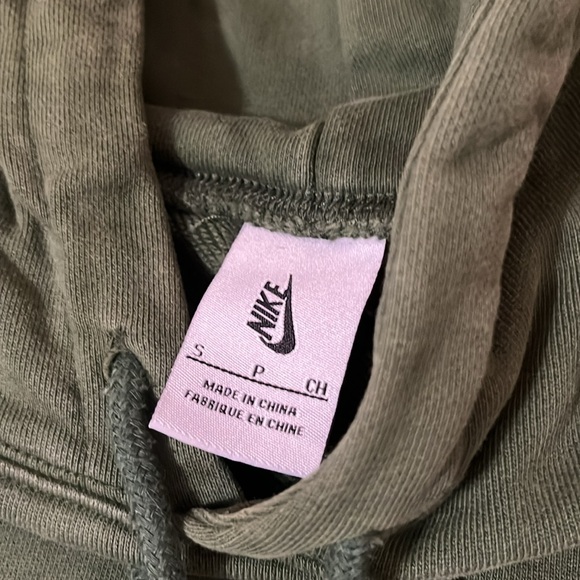 NIKE
S P CH
MADE IN CHINA
FABRIQUE EN CHINE